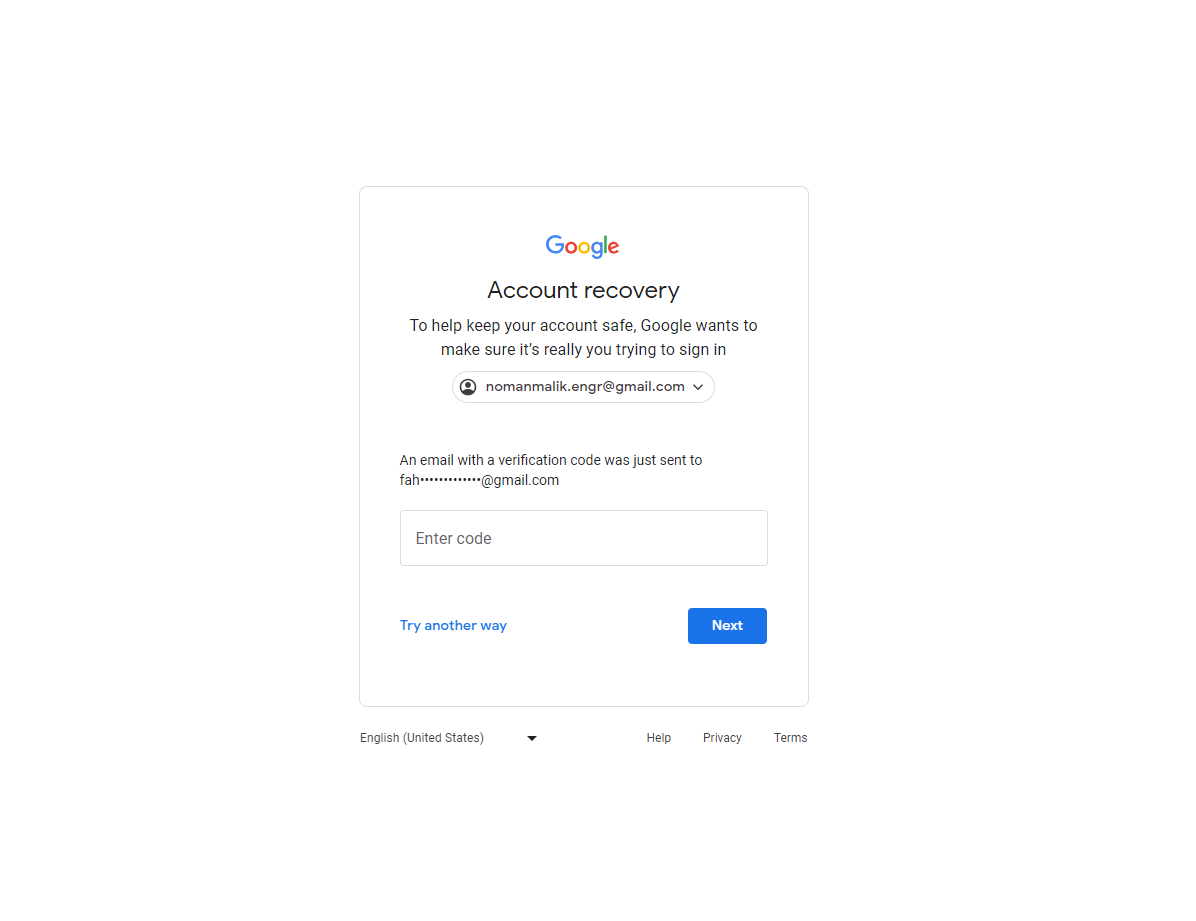 Google
Account recovery
To help keep your account safe, Google wants to
make sure it’s really you trying to sign in
nomanmalik.engr@gmail.com
An email with a verification code was just sent to
fah•••••••••••••@gmail.com
Enter code
Try another way
Next
English (United States)
Help
Privacy
Terms